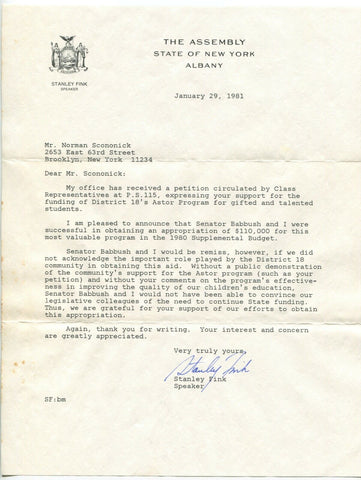 THE ASSEMBLY
STATE OF NEW YORK
ALBANY
STANLEY FINK
SPEAKER
January 29, 1981
Mr. Norman Scononick
2653 East 63rd Street
Brooklyn, New York 11234
Dear Mr. Sconick:
My office has received a petition circulated by Class
Representatives at P.S.115, expressing your support for the
funding of District 18's Astor Program for gifted and talented
students.
I am pleased to announce that Senator Babbush and I were
successful in obtaining an appropriation of $110,000 for this
most valuable program in the 1980 Supplemental Budget.
Senator Babbush and I would be remiss, however, if we did
not acknowledge the important role played by the District 18
community in obtaining this aid. Without a public demonstration
of the community's support for the Astor program (such as your
petition) and without your comments on the program's effective-
ness in improving the quality of our children's education,
Senator Babbush and I would not have been able to convince our
legislative colleagues of the need to continue State funding.
Thus, we are grateful for your support of our efforts to obtain
this appropriation.
Again, thank you for writing. Your interest and concern
are greatly appreciated.
Very truly yours,
Stanley Fink
Stanley Fink
Speaker
SF:bm